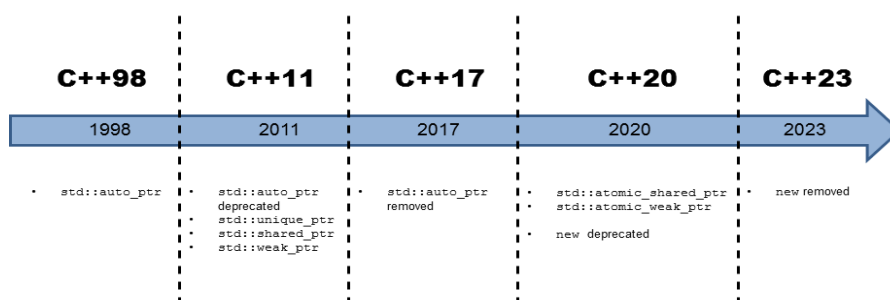 C++98
C++11
C++17
C++20
C++23
1998
2011
2017
2020
2023
• std::auto_ptr
• std::auto_ptr
deprecated
• std::unique_ptr
• std::shared_ptr
• std::weak_ptr
• std::auto_ptr
removed
• std::atomic_shared_ptr
• std::atomic_weak_ptr
• new deprecated
• new removed